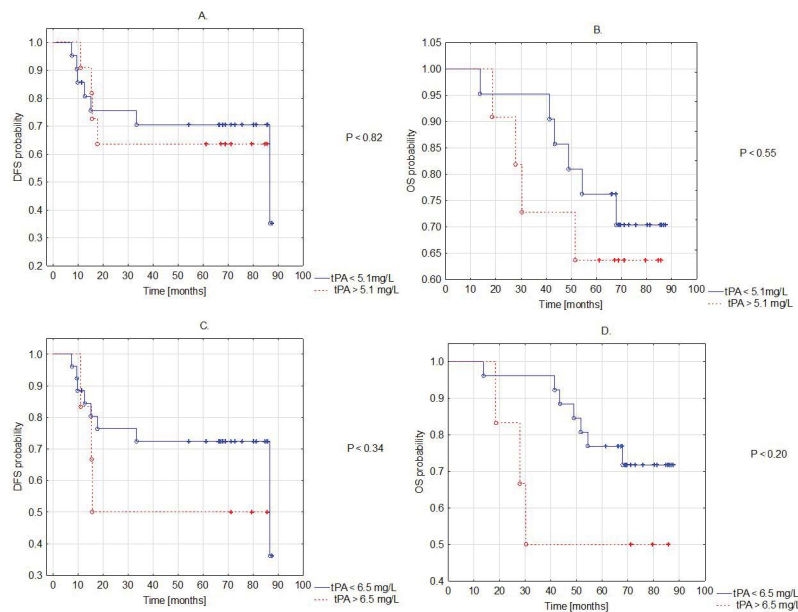 A.
1.0
0.9
0.8
0.7
0.6
0.5
0.4
0.3
0.2
DFS probability
0 10 20 30 40 50 60 70 80 90 100
Time [months]
P < 0.82
tPA < 5.1mg/L
tPA > 5.1 mg/L
B.
1.05
1.00
0.95
0.90
0.85
0.80
0.75
0.70
0.65
0.60
OS probability
0 10 20 30 40 50 60 70 80 90 100
Time [months]
P < 0.55
tPA < 5.1mg/L
tPA > 5.1 mg/L
C.
1.0
0.9
0.8
0.7
0.6
0.5
0.4
0.3
DFS probability
0 10 20 30 40 50 60 70 80 90 100
Time [months]
P < 0.34
tPA < 6.5mg/L
tPA > 6.5 mg/L
D.
1.0
0.9
0.8
0.7
0.6
0.5
0.4
OS probability
0 10 20 30 40 50 60 70 80 90 100
Time [months]
P < 0.20
tPA < 6.5 mg/L
tPA > 6.5 mg/L